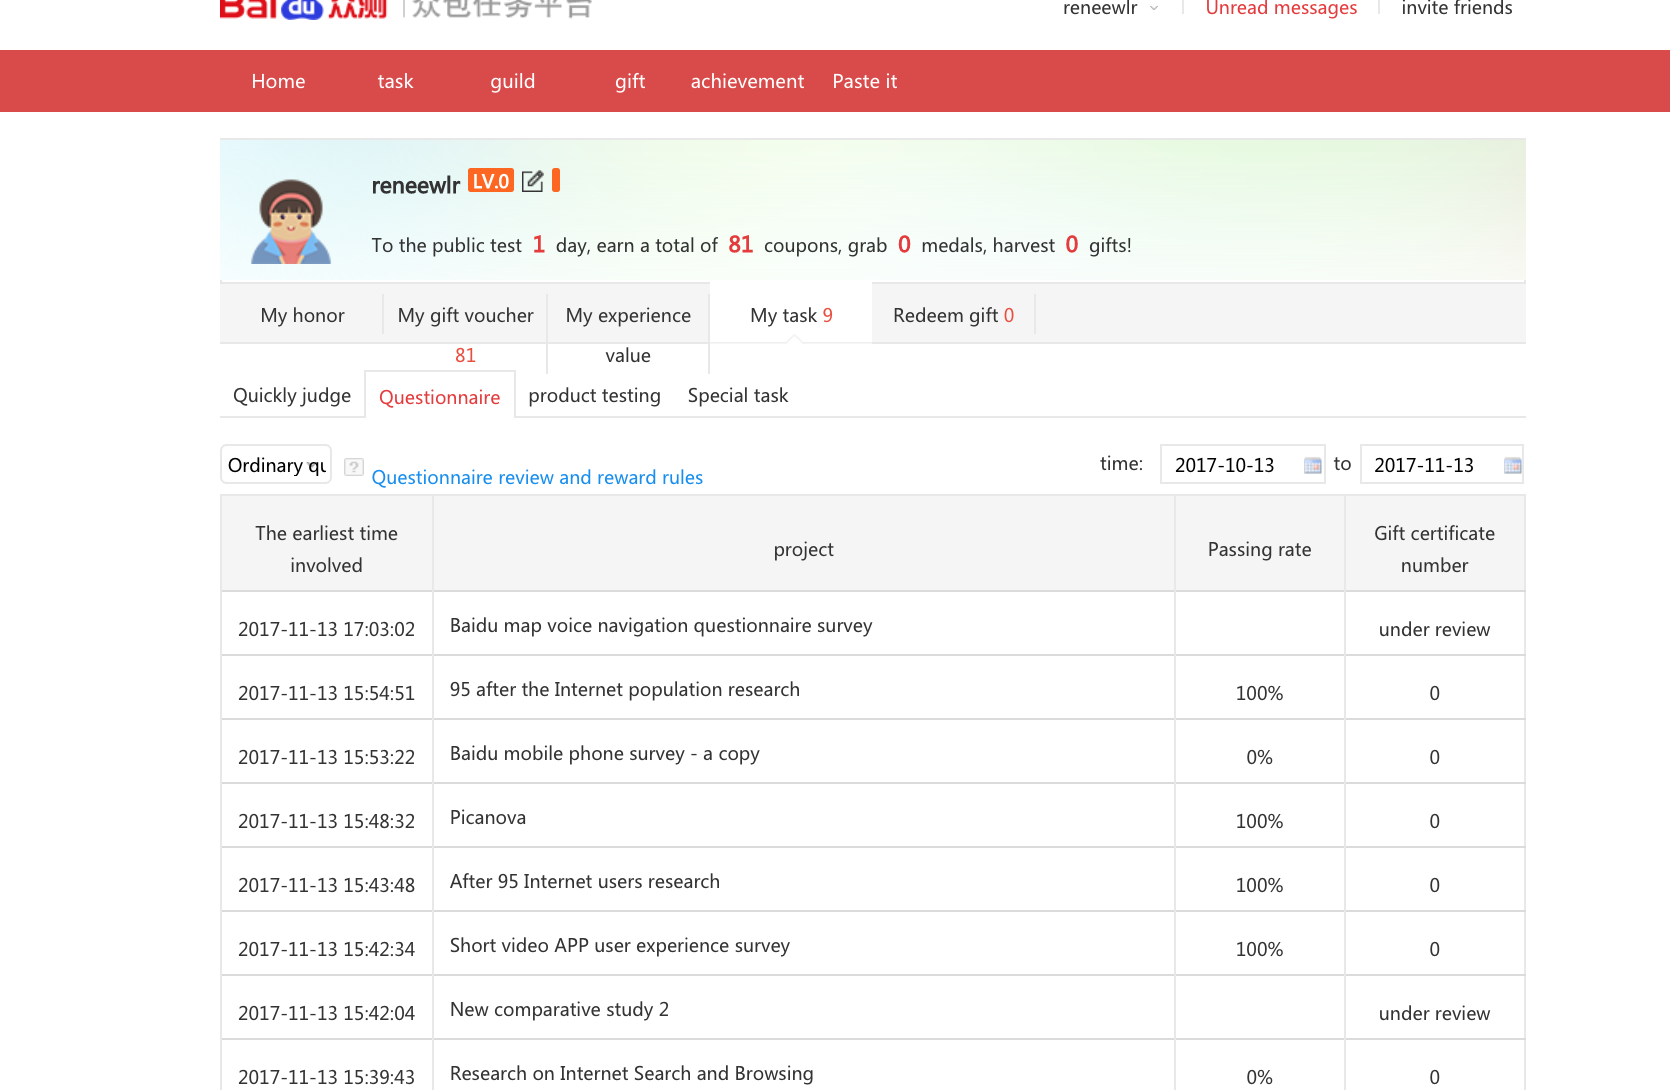 Bai du 众测 | 众包任务平台
reneewlr Unread messages invite friends
Home task guild gift achievement Paste it
reneewlr LV.0
To the public test 1 day, earn a total of 81 coupons, grab 0 medals, harvest 0 gifts!
My honor My gift voucher My experience My task 9 Redeem gift 0
81 value
Quickly judge Questionnaire product testing Special task
Ordinary qu ? Questionnaire review and reward rules time: 2017-10-13 to 2017-11-13
The earliest time
involved
project
Passing rate
Gift certificate
number
2017-11-13 17:03:02 Baidu map voice navigation questionnaire survey under review
2017-11-13 15:54:51 95 after the Internet population research 100% 0
2017-11-13 15:53:22 Baidu mobile phone survey - a copy 0% 0
2017-11-13 15:48:32 Picanova 100% 0
2017-11-13 15:43:48 After 95 Internet users research 100% 0
2017-11-13 15:42:34 Short video APP user experience survey 100% 0
2017-11-13 15:42:04 New comparative study 2 under review
2017-11-13 15:39:43 Research on Internet Search and Browsing 0% 0